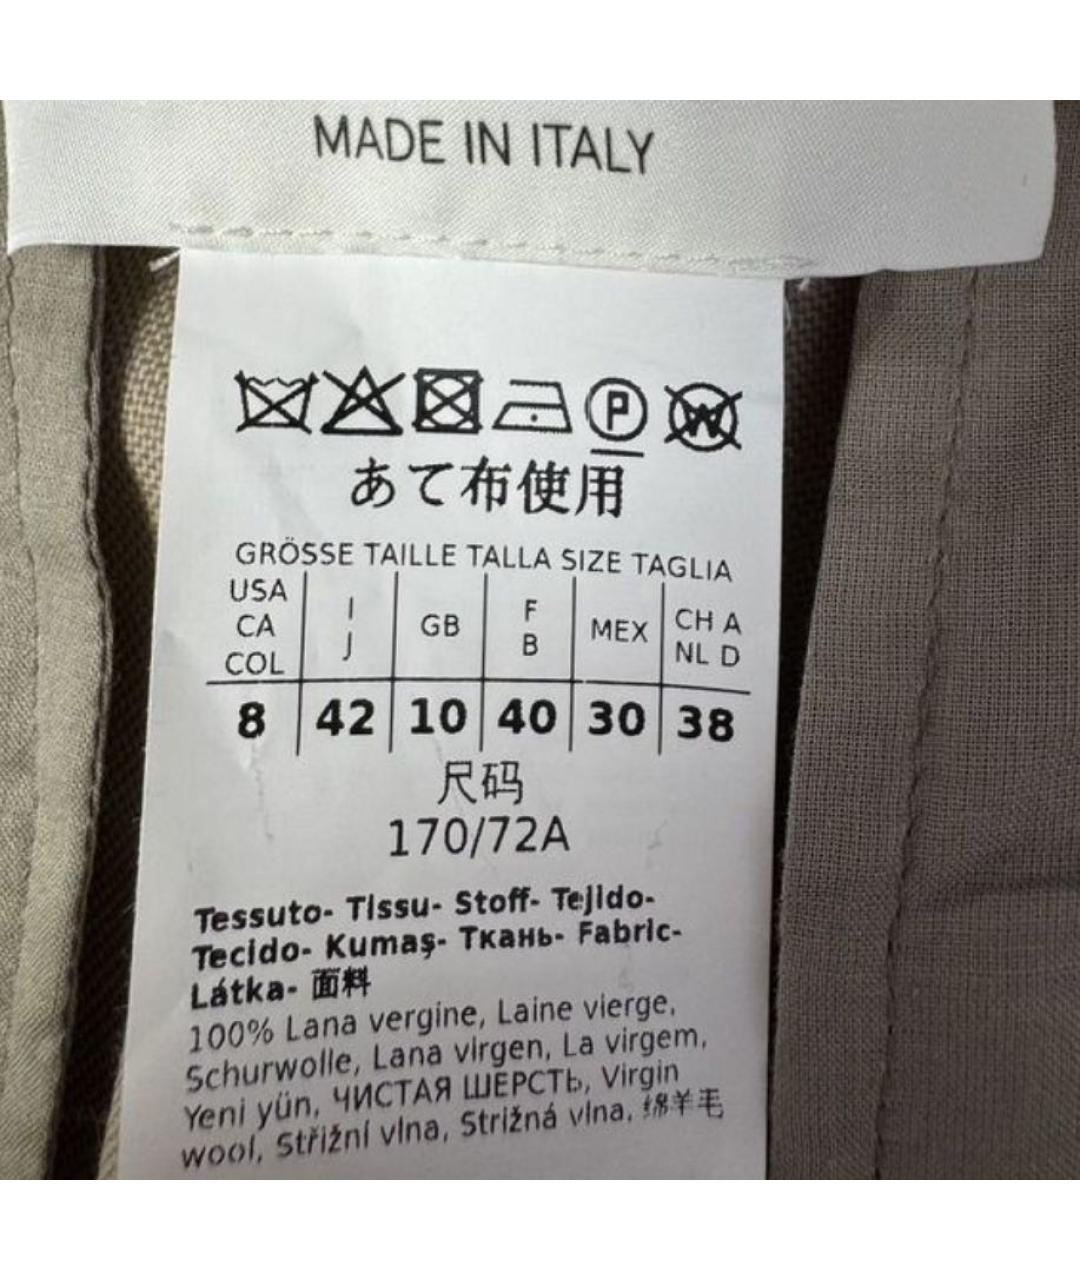 MADE IN ITALY
P W
あて布使用
GRÖSSE TAILLE TALLA SIZE TAGLIA
USA CA COL I J GB F B MEX CH A NL D
8 42 10 40 30 38
尺码
170/72A
Tessuto- Tissu- Stoff- Tejido-
Tecido- Kumaş- Ткань- Fabric-
Látka- 面料
100% Lana vergine, Laine vierge,
Schurwolle, Lana virgen, La virgem,
Yeni yün, ЧИСТАЯ ШЕРСТЬ, Virgin
wool, Střižní vlna, Strižná vlna, 绵羊毛